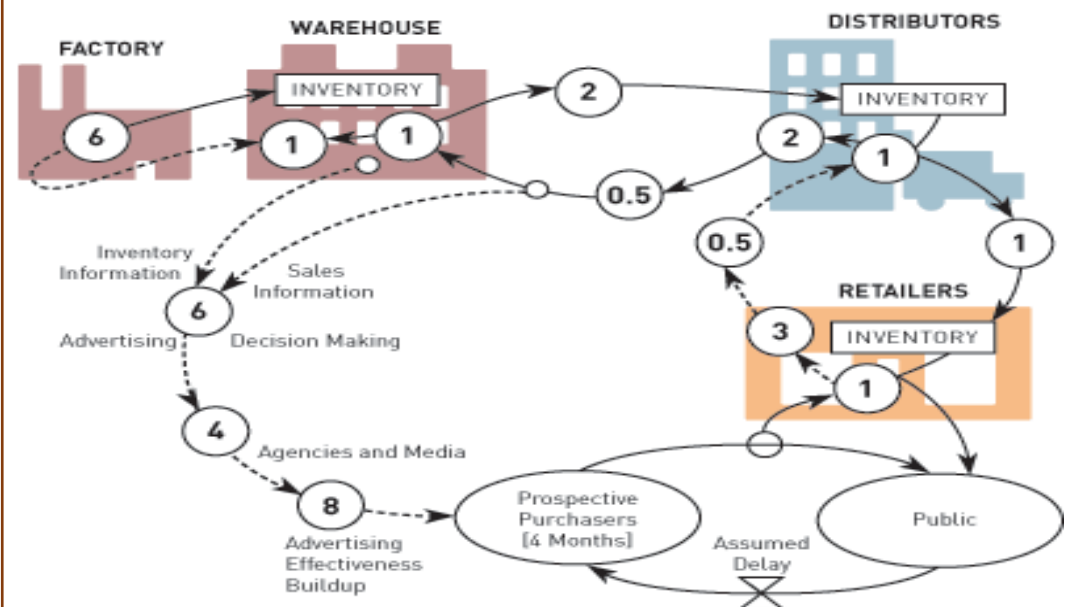 FACTORY
WAREHOUSE
DISTRIBUTORS
INVENTORY
2
INVENTORY
6
1
1
2
1
0.5
0.5
1
Inventory
Information
Sales
Information
6
Advertising
Decision Making
RETAILERS
3
INVENTORY
1
4
Agencies and Media
8
Advertising
Effectiveness
Buildup
Prospective
Purchasers
[4 Months]
Assumed
Delay
Public